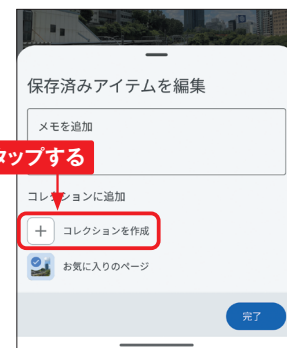 保存済みアイテムを編集
メモを追加
タップする
コレクションに追加
コレクションを作成
お気に入りのページ
完了